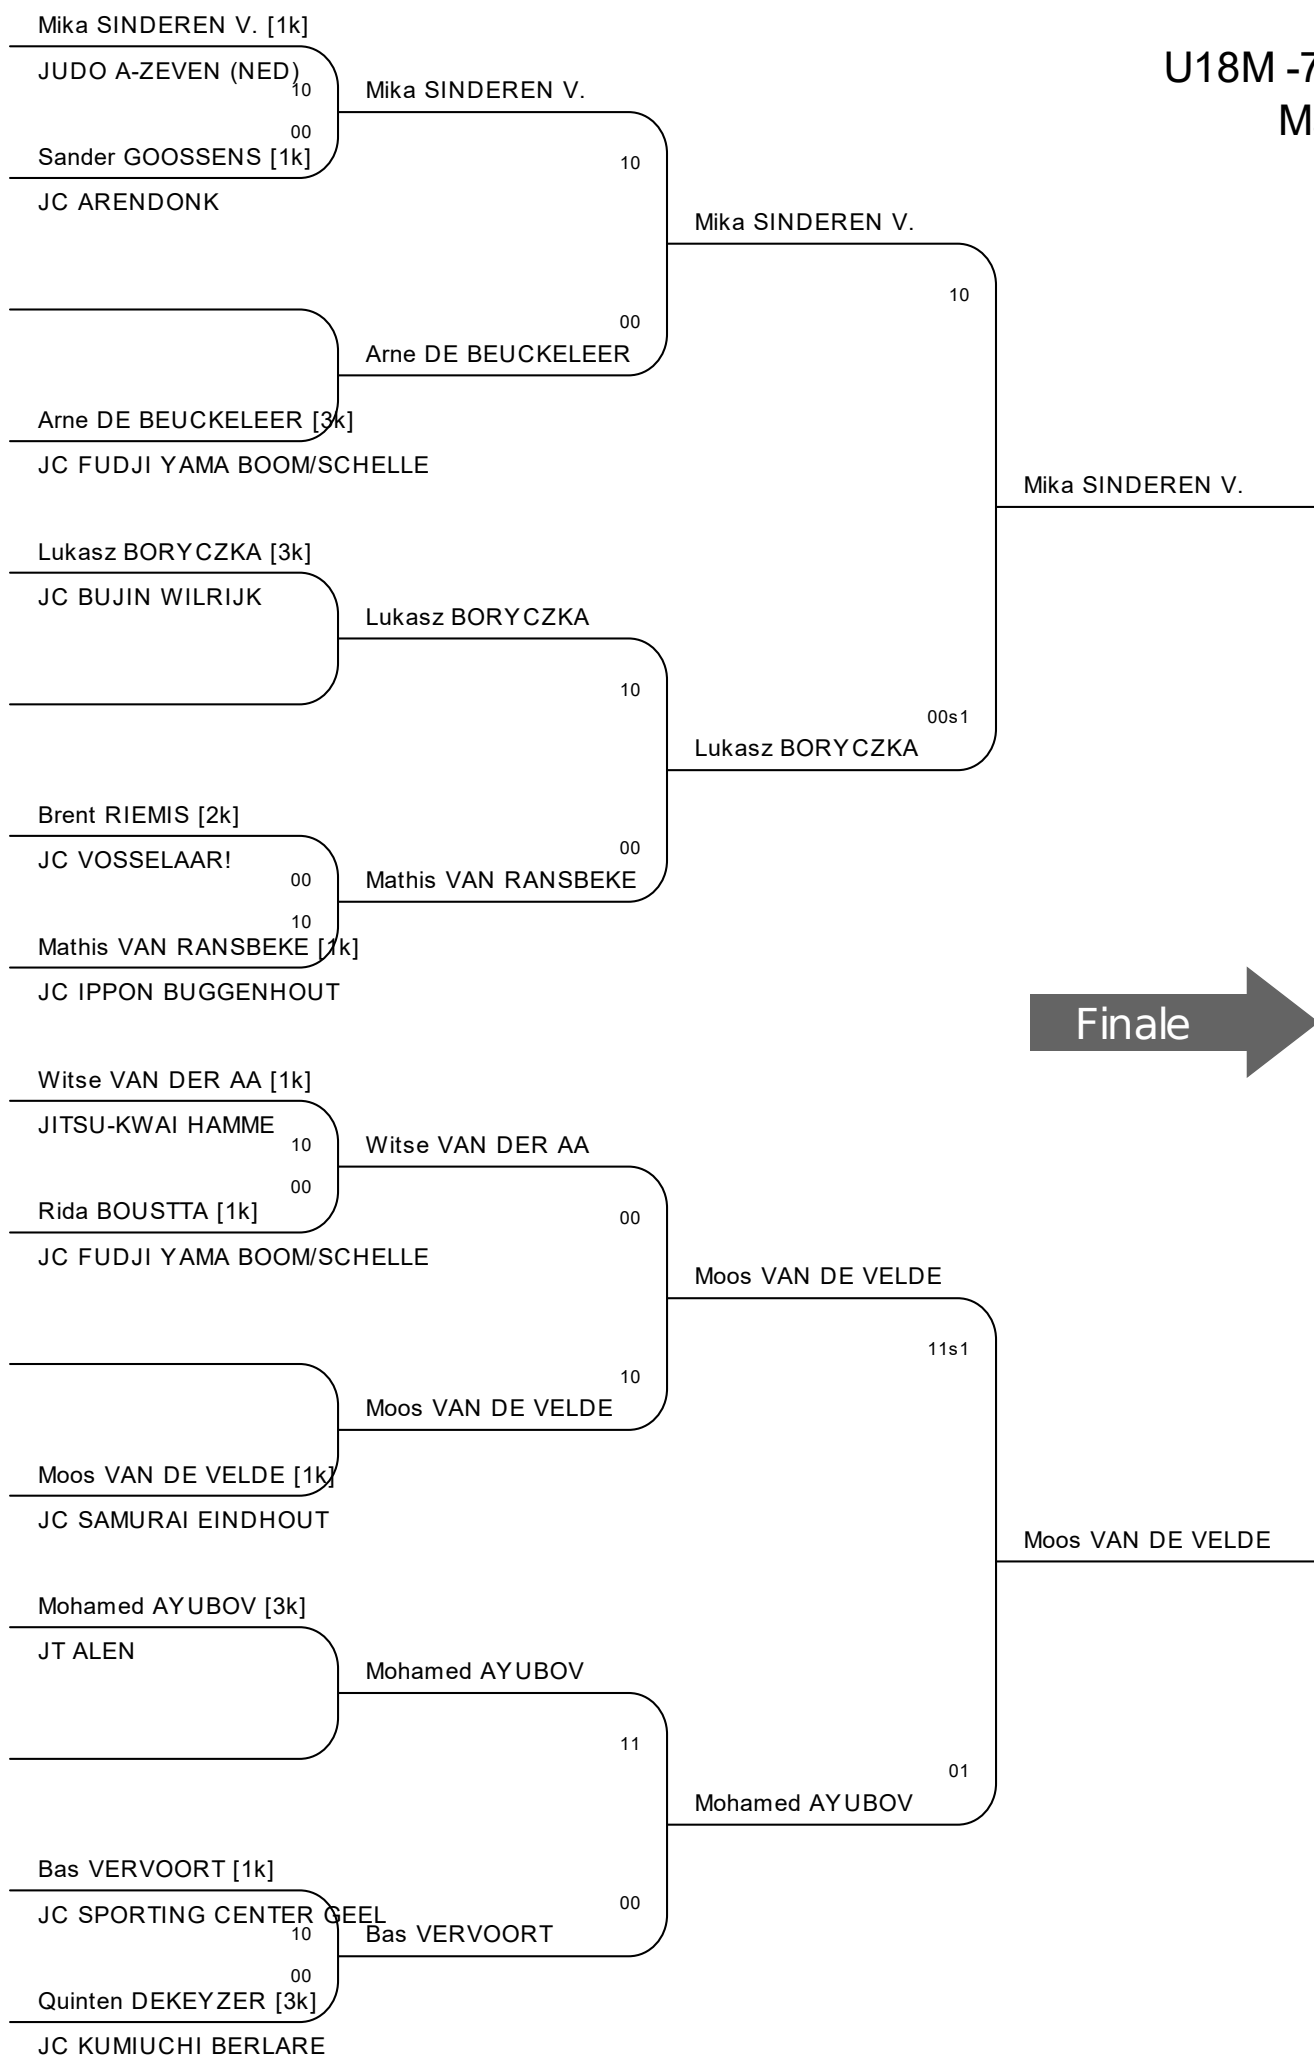 Mika SINDEREN V. [1k]
U18M -7
M
JUDO A-ZEVEN (NED)
10
Mika SINDEREN V.
00
Sander GOOSSENS [1k]
10
JC ARENDONK
Mika SINDEREN V.
10
00
Arne DE BEUCKELEER
Arne DE BEUCKELEER [3k]
JC FUDJI YAMA BOOM/SCHELLE
Mika SINDEREN V.
Lukasz BORYCZKA [3k]
JC BUJIN WILRIJK
Lukasz BORYCZKA
10
00s1
Lukasz BORYCZKA
Brent RIEMIS [2k]
JC VOSSELAAR!
00
00
Mathis VAN RANSBEKE
10
Mathis VAN RANSBEKE [1k]
JC IPPON BUGGENHOUT
Finale
Witse VAN DER AA [1k]
JITSU-KWAI HAMME
10
Witse VAN DER AA
00
Rida BOUSTTA [1k]
00
JC FUDJI YAMA BOOM/SCHELLE
Moos VAN DE VELDE
11s1
10
Moos VAN DE VELDE
Moos VAN DE VELDE [1k]
JC SAMURAI EINDHOUT
Moos VAN DE VELDE
Mohamed AYUBOV [3k]
JT ALEN
Mohamed AYUBOV
11
01
Mohamed AYUBOV
Bas VERVOORT [1k]
JC SPORTING CENTER GEEL
00
10
Bas VERVOORT
00
Quinten DEKEYZER [3k]
JC KUMIUCHI BERLARE